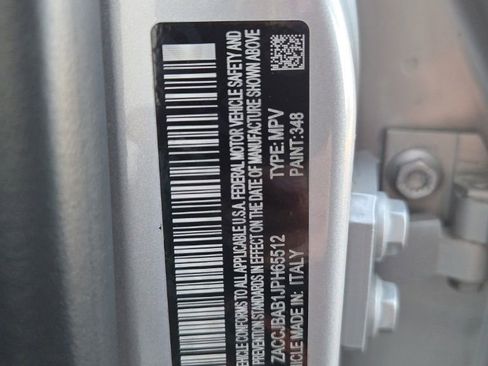 CONFORMS TO ALL APPLICABLE U.S.A. FEDERAL MOTOR VEHICLE SAFETY AND
PREVENTION STANDARDS IN EFFECT ON THE DATE OF MANUFACTURE SHOWN ABOVE
ZACCJBAB1JPH65512 TYPE: MPV
VEHICLE MADE IN: ITALY PAINT: 348